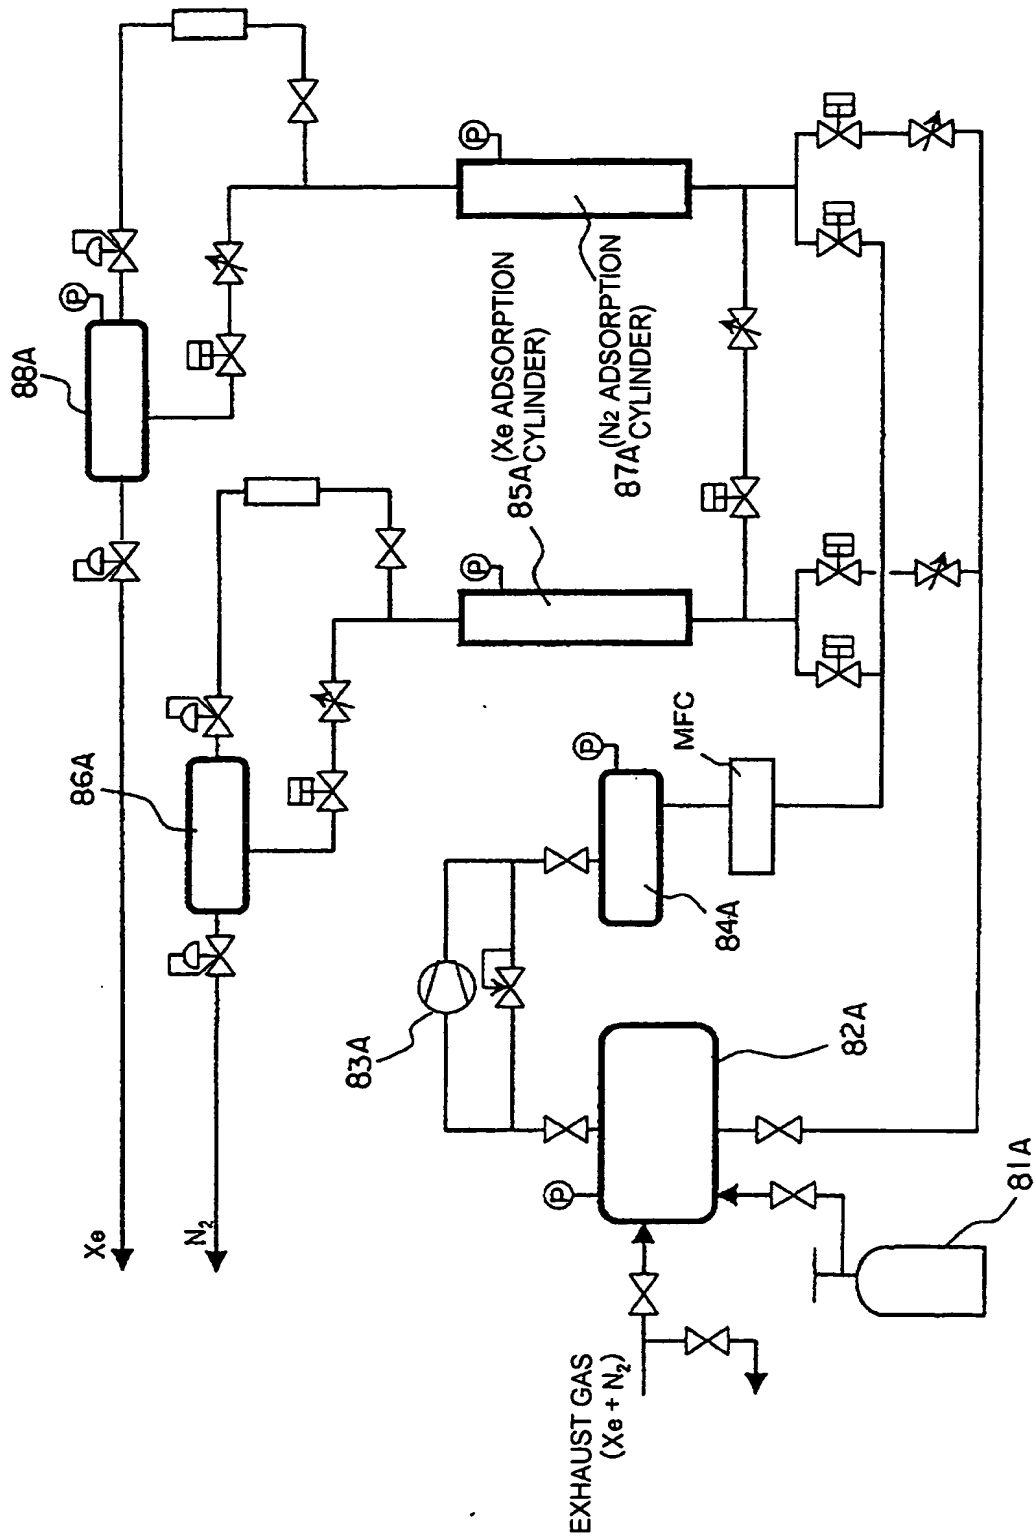 88A
P
P
85A (Xe ADSORPTION
CYLINDER)
87A (N2 ADSORPTION
CYLINDER)
86A
P
P
MFC
84A
83A
82A
P
Xe
N2
81A
EXHAUST GAS
(Xe + N2)